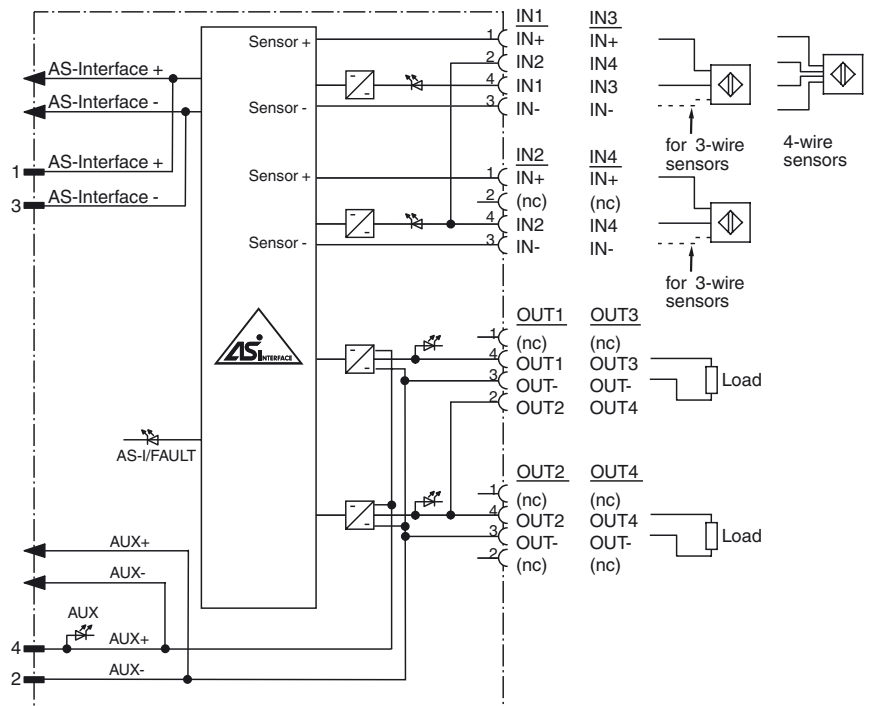 IN1 IN3
Sensor + 1 IN+ IN+
2 IN2 IN4
AS-Interface +
4 IN1 IN3
AS-Interface -
Sensor - 3 IN- IN-
for 3-wire
sensors
4-wire
sensors
IN2 IN4
1 AS-Interface +
Sensor + 1 IN+ IN+
3 AS-Interface -
2 (nc) (nc)
4 IN2 IN4
Sensor - 3 IN- IN-
for 3-wire
sensors
OUT1 OUT3
1 (nc) (nc)
ASi INTERFACE
4 OUT1 OUT3
3 OUT- OUT-
Load
2 OUT2 OUT4
AS-I/FAULT
OUT2 OUT4
1 (nc) (nc)
4 OUT2 OUT4
3 OUT- OUT-
Load
2 (nc) (nc)
AUX+
AUX-
AUX
4 AUX+
2 AUX-